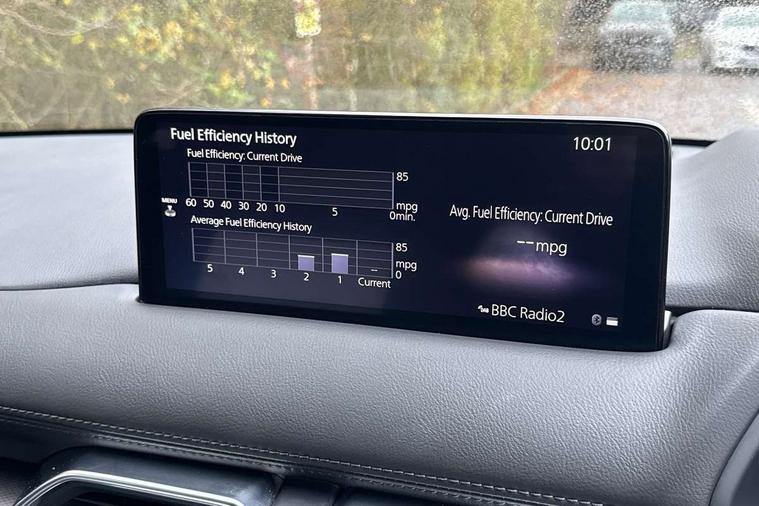 Fuel Efficiency History
10:01
Fuel Efficiency: Current Drive
85
MENU
60 50 40 30 20 10 5 0min.
mpg
Avg. Fuel Efficiency: Current Drive
--mpg
Average Fuel Efficiency History
85
mpg
0
5 4 3 2 1 --
Current
BBC Radio2